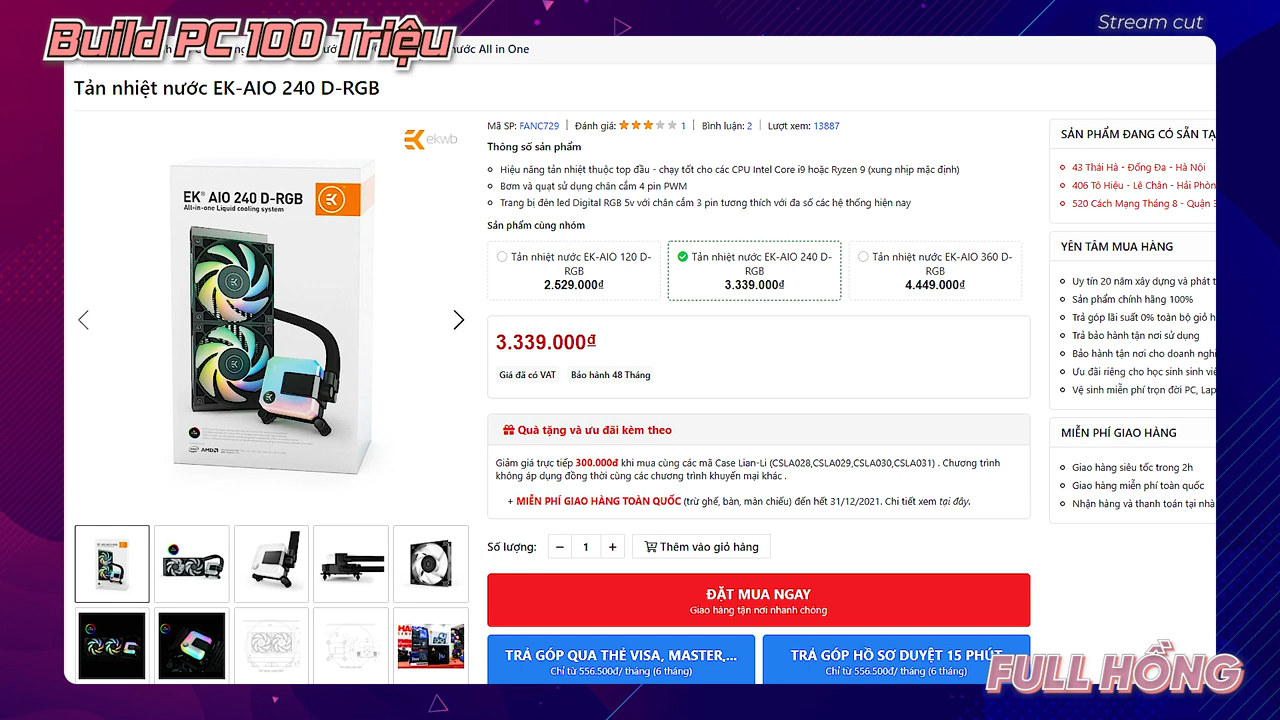 Build PC 100 Triệu
Stream cut
nước All in One
Tản nhiệt nước EK-AIO 240 D-RGB
ekwb
EK® AIO 240 D-RGB
All-in-one Liquid cooling system
Mã SP: FANC729 | Đánh giá: 1 | Bình luận: 2 | Lượt xem: 13887
Thông số sản phẩm
Hiệu năng tản nhiệt thuộc top đầu - chạy tốt cho các CPU Intel Core i9 hoặc Ryzen 9 (xung nhịp mặc định)
Bơm và quạt sử dụng chân cắm 4 pin PWM
Trang bị đèn led Digital RGB 5v với chân cắm 3 pin tương thích với đa số các hệ thống hiện nay
Sản phẩm cùng nhóm
Tản nhiệt nước EK-AIO 120 D-
RGB
2.529.000đ
Tản nhiệt nước EK-AIO 240 D-
RGB
3.339.000đ
Tản nhiệt nước EK-AIO 360 D-
RGB
4.449.000đ
3.339.000đ
Giá đã có VAT Bảo hành 48 Tháng
Quà tặng và ưu đãi kèm theo
Giảm giá trực tiếp 300.000đ khi mua cùng các mã Case Lian-Li (CSLA028,CSLA029,CSLA030,CSLA031) . Chương trình
không áp dụng đồng thời cùng các chương trình khuyến mại khác .
+ MIỄN PHÍ GIAO HÀNG TOÀN QUỐC (trừ ghế, bàn, màn chiếu) đến hết 31/12/2021. Chi tiết xem tại đây.
Số lượng: − 1 + Thêm vào giỏ hàng
ĐẶT MUA NGAY
Giao hàng tận nơi nhanh chóng
TRẢ GÓP QUA THẺ VISA, MASTER,...
Chỉ từ 556.500đ/ tháng (6 tháng)
TRẢ GÓP HỒ SƠ DUYỆT 15 PHÚT
Chỉ từ 556.500đ/ tháng (6 tháng)
SẢN PHẨM ĐANG CÓ SẴN TẠ
43 Thái Hà - Đống Đa - Hà Nội
406 Tô Hiệu - Lê Chân - Hải Phòn
520 Cách Mạng Tháng 8 - Quận 3
YÊN TÂM MUA HÀNG
Uy tín 20 năm xây dựng và phát t
Sản phẩm chính hãng 100%
Trả góp lãi suất 0% toàn bộ giỏ h
Trả bảo hành tận nơi sử dụng
Bảo hành tận nơi cho doanh nghi
Ưu đãi riêng cho học sinh sinh viê
Vệ sinh miễn phí trọn đời PC, Lap
MIỄN PHÍ GIAO HÀNG
Giao hàng siêu tốc trong 2h
Giao hàng miễn phí toàn quốc
Nhận hàng và thanh toán tại nhà
FULL HỒNG